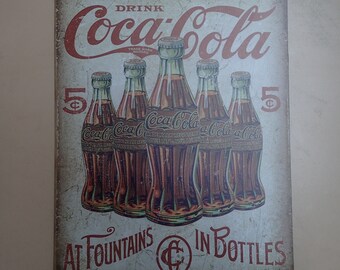 DRINK
Coca-Cola
5¢ 5¢
Coca-Cola
AT FOUNTAINS IN BOTTLES